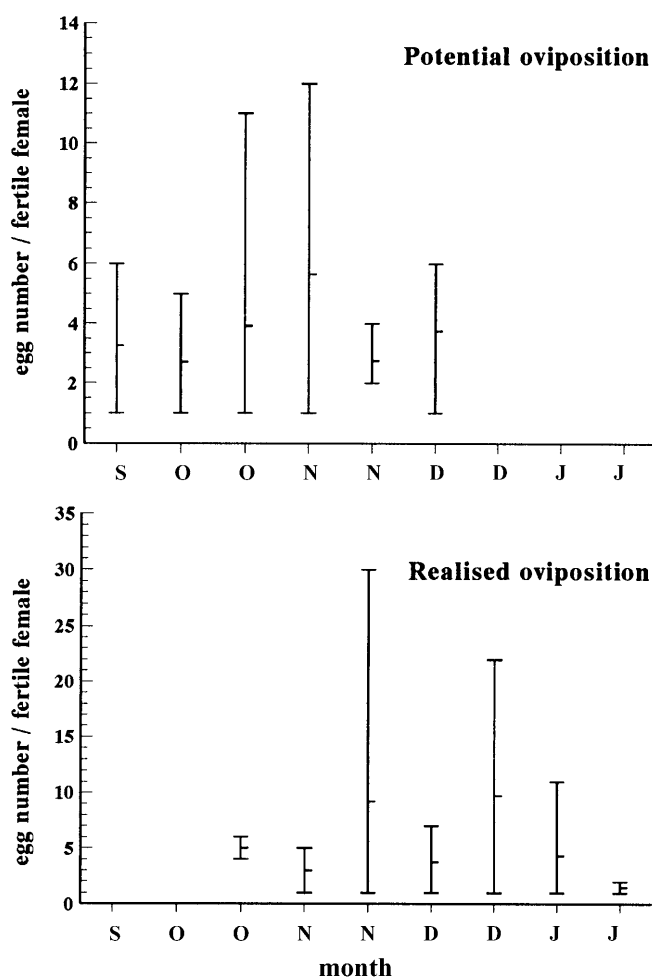 Potential oviposition
egg number / fertile female
14
12
10
8
6
4
2
0
S O O N N D D J J
Realised oviposition
egg number / fertile female
35
30
25
20
15
10
5
0
S O O N N D D J J
month